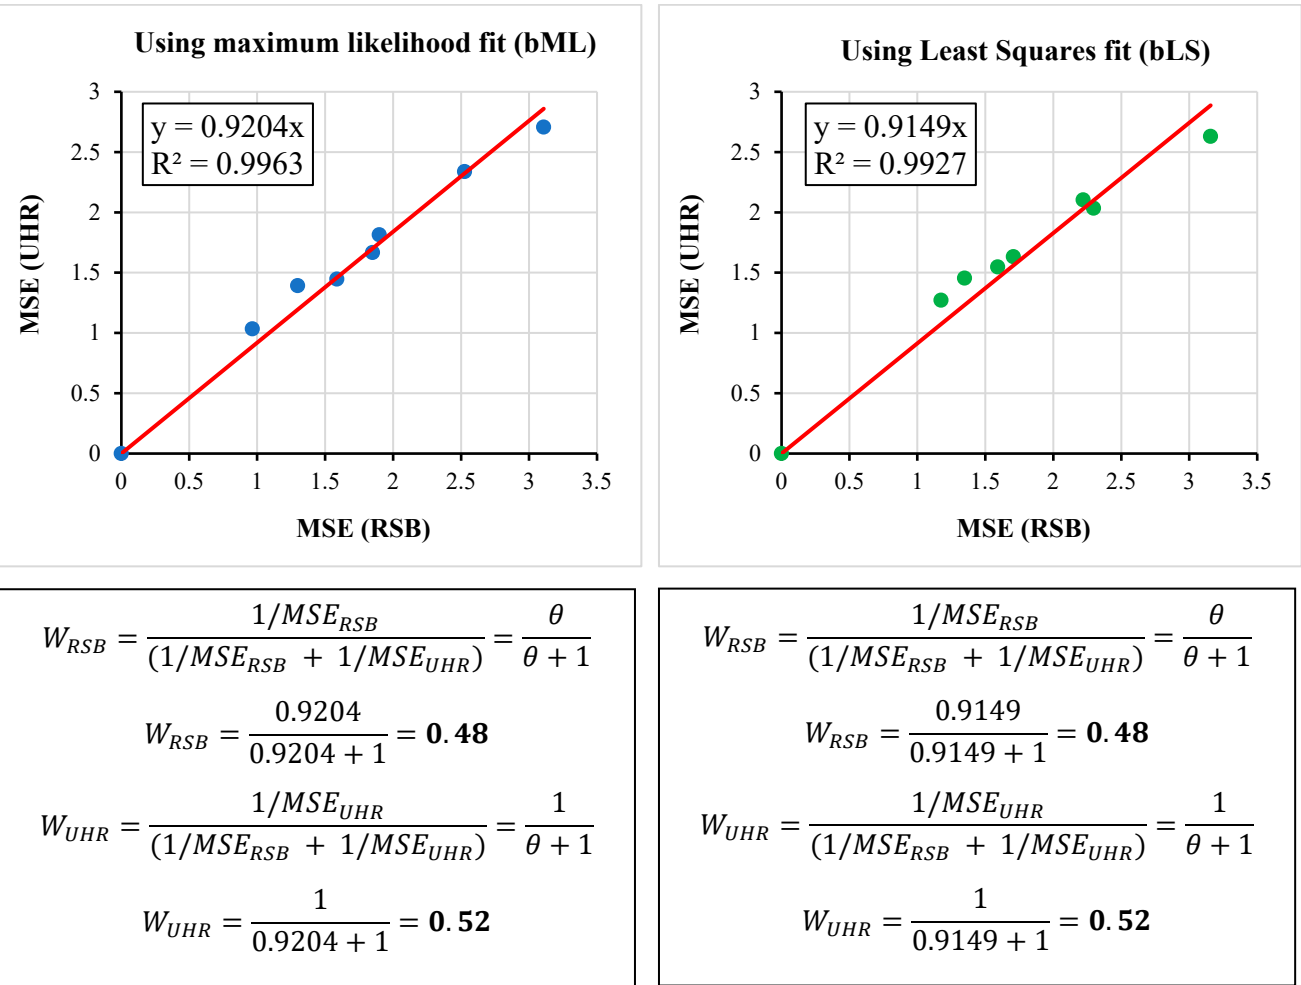 Using maximum likelihood fit (bML)
y = 0.9204x
R² = 0.9963
3
2.5
2
1.5
1
0.5
0
0 0.5 1 1.5 2 2.5 3 3.5
MSE (UHR)
MSE (RSB)
Using Least Squares fit (bLS)
y = 0.9149x
R² = 0.9927
3
2.5
2
1.5
1
0.5
0
0 0.5 1 1.5 2 2.5 3 3.5
MSE (UHR)
MSE (RSB)
W_RSB = (1/MSE_RSB) / (1/MSE_RSB + 1/MSE_UHR) = θ / (θ + 1)
W_RSB = 0.9204 / (0.9204 + 1) = 0.48
W_UHR = (1/MSE_UHR) / (1/MSE_RSB + 1/MSE_UHR) = 1 / (θ + 1)
W_UHR = 1 / (0.9204 + 1) = 0.52
W_RSB = (1/MSE_RSB) / (1/MSE_RSB + 1/MSE_UHR) = θ / (θ + 1)
W_RSB = 0.9149 / (0.9149 + 1) = 0.48
W_UHR = (1/MSE_UHR) / (1/MSE_RSB + 1/MSE_UHR) = 1 / (θ + 1)
W_UHR = 1 / (0.9149 + 1) = 0.52